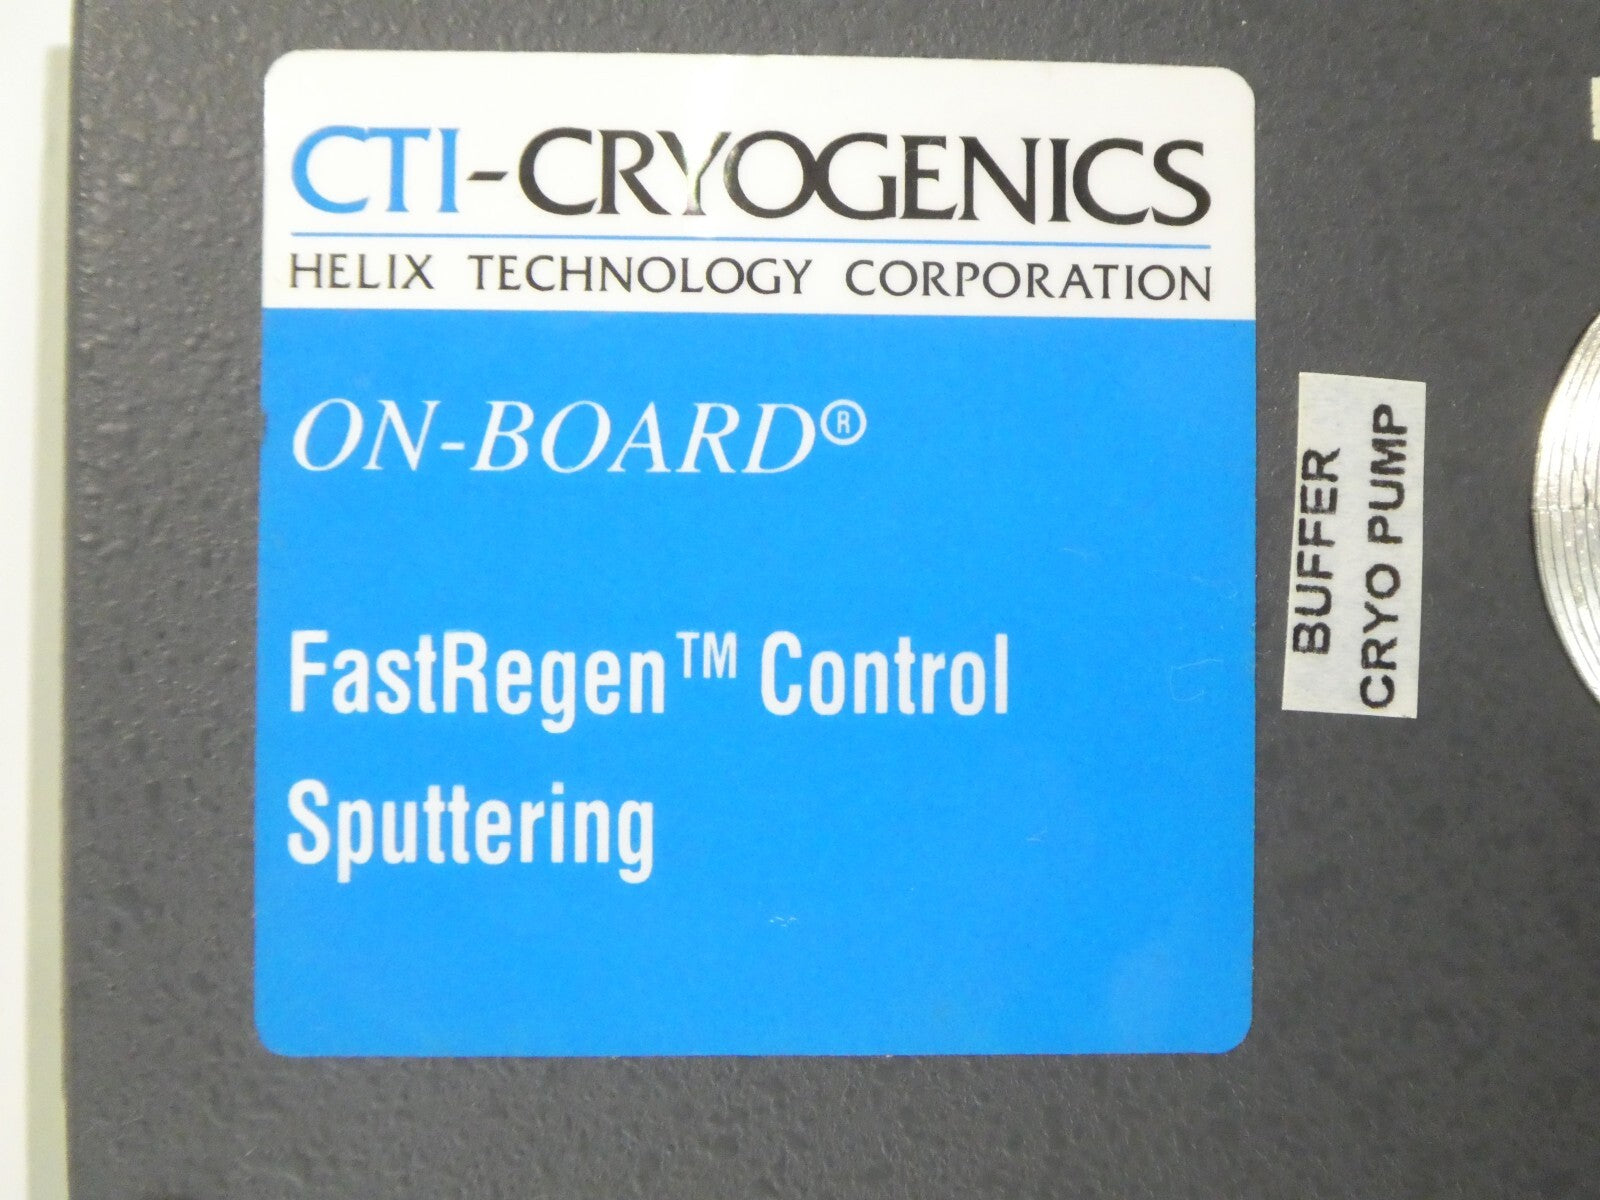 CTI-CRYOGENICS
HELIX TECHNOLOGY CORPORATION
ON-BOARD®
FastRegen™ Control
Sputtering
BUFFER
CRYO PUMP